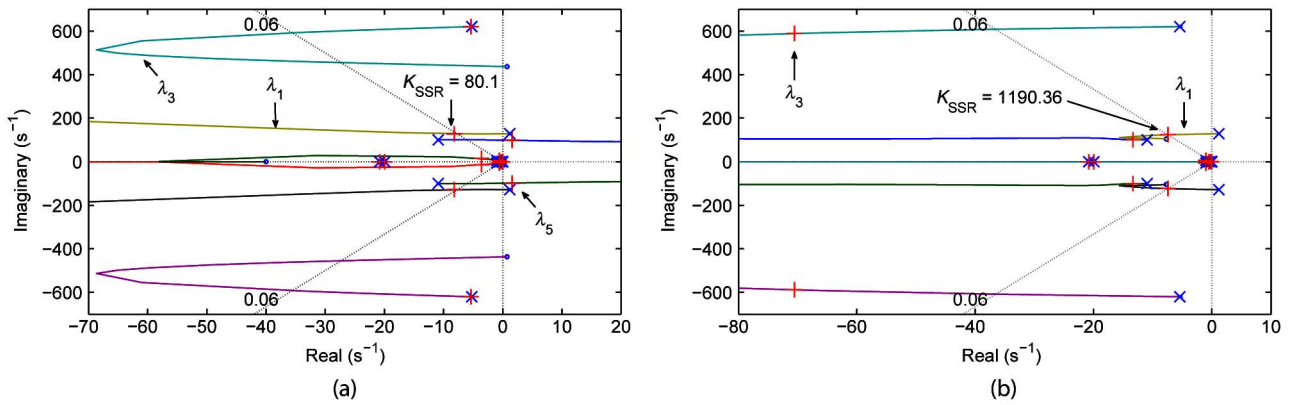 600
400
200
0
−200
−400
−600
Imaginary (s⁻¹)
−70 −60 −50 −40 −30 −20 −10 0 10 20
Real (s⁻¹)
0.06
0.06
λ₃
λ₁
K_SSR = 80.1
λ₅
(a)
600
400
200
0
−200
−400
−600
Imaginary (s⁻¹)
−80 −60 −40 −20 0 10
Real (s⁻¹)
0.06
0.06
λ₃
K_SSR = 1190.36
λ₁
(b)